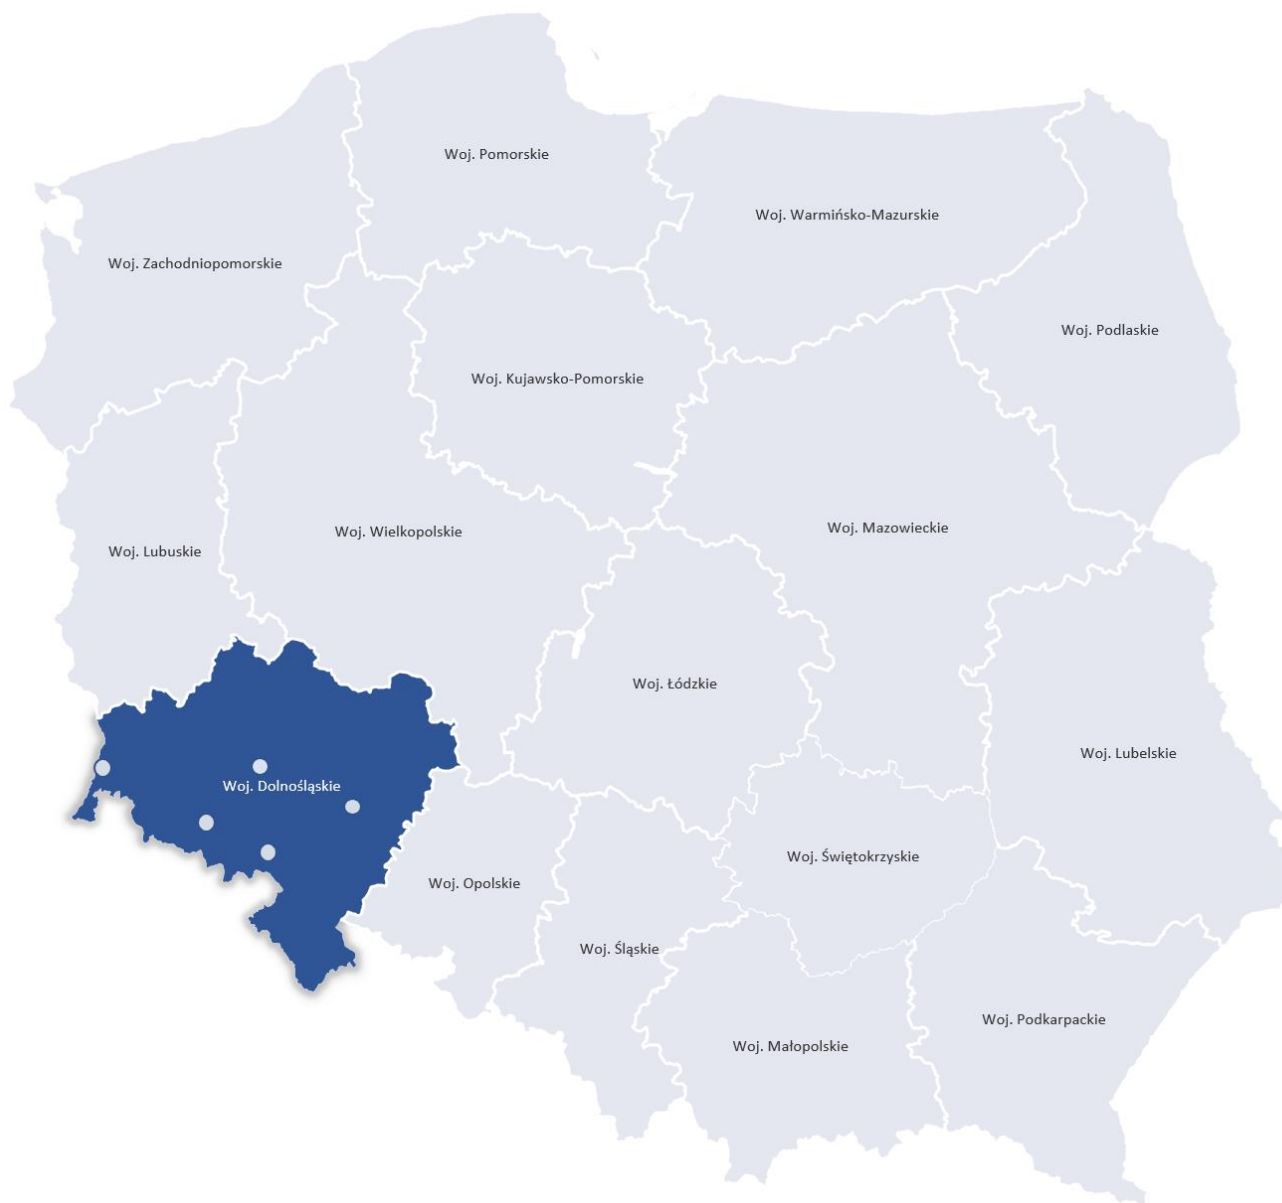 Woj. Pomorskie
Woj. Warmińsko-Mazurskie
Woj. Zachodniopomorskie
Woj. Podlaskie
Woj. Kujawsko-Pomorskie
Woj. Mazowieckie
Woj. Wielkopolskie
Woj. Lubuskie
Woj. Łódzkie
Woj. Lubelskie
Woj. Dolnośląskie
Woj. Świętokrzyskie
Woj. Opolskie
Woj. Śląskie
Woj. Podkarpackie
Woj. Małopolskie